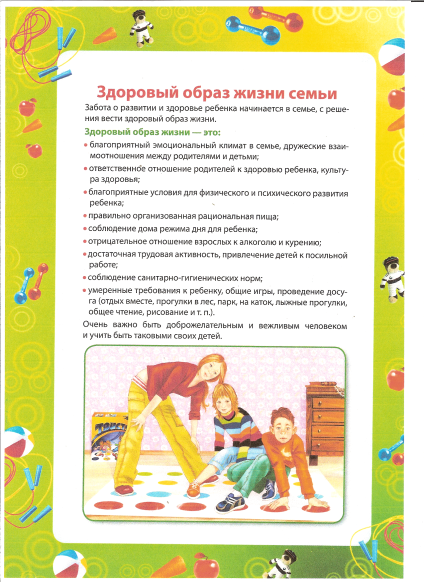 Здоровый образ жизни семьи
Забота о развитии и здоровье ребенка начинается в семье, с реше-
ния вести здоровый образ жизни.
Здоровый образ жизни — это:
• благоприятный эмоциональный климат в семье, дружеские взаи-
моотношения между родителями и детьми;
• ответственное отношение родителей к здоровью ребенка, культу-
ра здоровья;
• благоприятные условия для физического и психического развития
ребенка;
• правильно организованная рациональная пища;
• соблюдение дома режима дня для ребенка;
• отрицательное отношение взрослых к алкоголю и курению;
• достаточная трудовая активность, привлечение детей к посильной
работе;
• соблюдение санитарно-гигиенических норм;
• умеренные требования к ребенку, общие игры, проведение досу-
га (отдых вместе, прогулки в лес, парк, на каток, лыжные прогулки,
общее чтение, рисование и т. п.).
Очень важно быть доброжелательным и вежливым человеком
и учить быть таковыми своих детей.